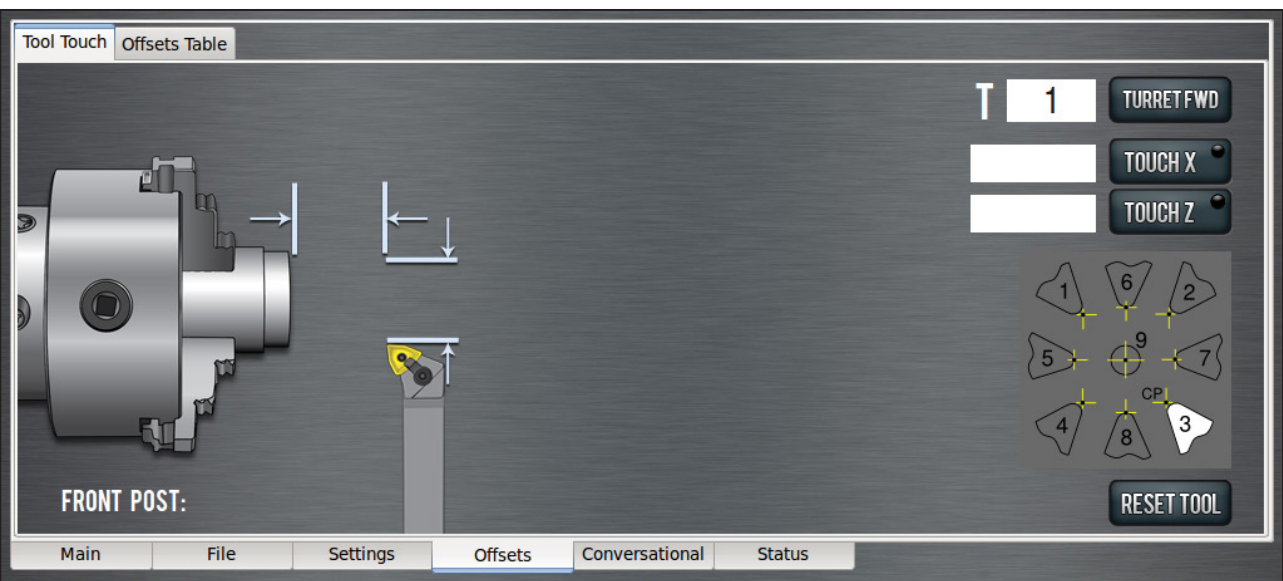 Tool Touch Offsets Table
T 1 TURRET FWD
TOUCH X
TOUCH Z
1 6 2
5 9 7
CP
4 8 3
FRONT POST:
RESET TOOL
Main File Settings Offsets Conversational Status